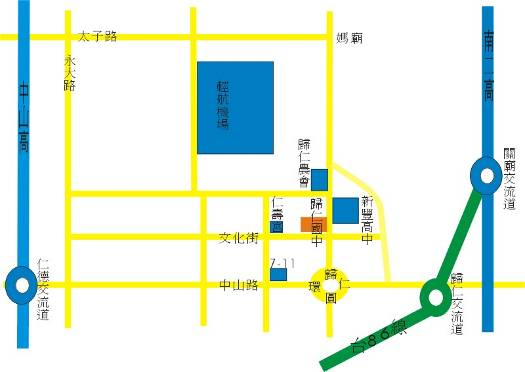 太子路
媽廟
永大路
中山高
南二高
輕航機場
歸仁農會
關廟交流道
仁壽宮
歸仁國中
新豐高中
文化街
7-11
中山路
歸仁圓環
仁德交流道
歸仁交流道
台86線